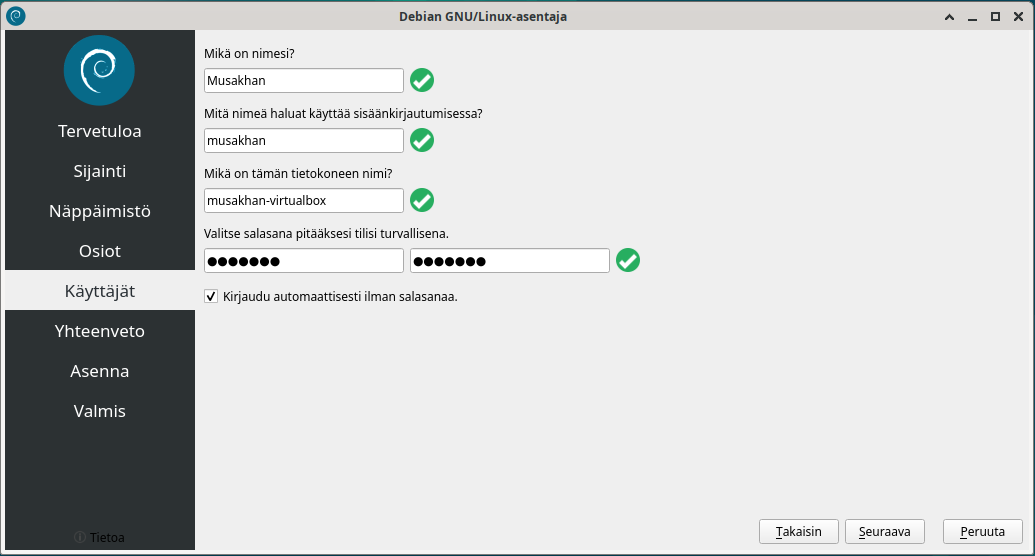 Debian GNU/Linux-asentaja
Tervetuloa
Sijainti
Näppäimistö
Osiot
Käyttäjät
Yhteenveto
Asenna
Valmis
Tietoa
Mikä on nimesi?
Musakhan
Mitä nimeä haluat käyttää sisäänkirjautumisessa?
musakhan
Mikä on tämän tietokoneen nimi?
musakhan-virtualbox
Valitse salasana pitääksesi tilisi turvallisena.
●●●●●●● ●●●●●●●
Kirjaudu automaattisesti ilman salasanaa.
Takaisin Seuraava Peruuta